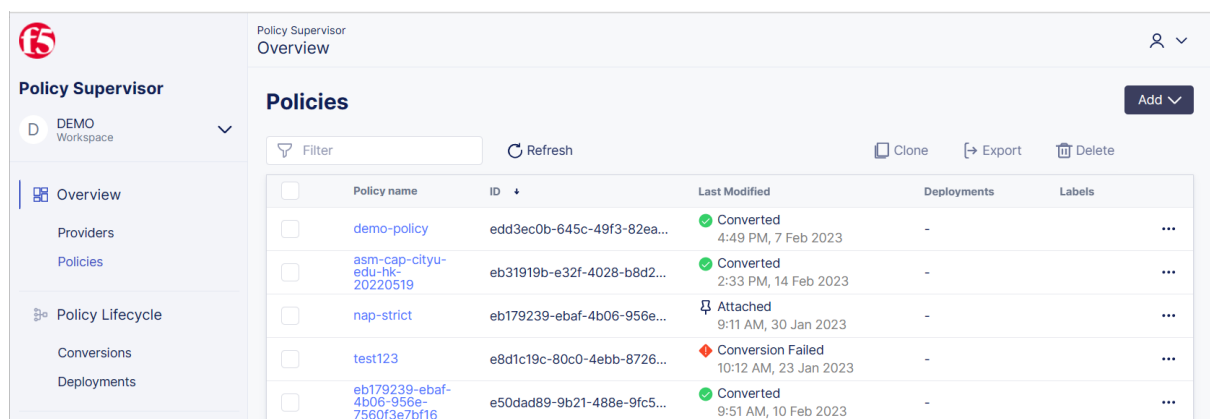 f5
Policy Supervisor
Overview
Policy Supervisor
D
DEMO
Workspace
Overview
Providers
Policies
Policy Lifecycle
Conversions
Deployments
Policies
Add
Filter
Refresh
Clone
Export
Delete
Policy name ID Last Modified Deployments Labels
demo-policy edd3ec0b-645c-49f3-82ea... Converted
4:49 PM, 7 Feb 2023 - ...
asm-cap-cityu-
edu-hk-
20220519 eb31919b-e32f-4028-b8d2... Converted
2:33 PM, 14 Feb 2023 - ...
nap-strict eb179239-ebaf-4b06-956e... Attached
9:11 AM, 30 Jan 2023 - ...
test123 e8d1c19c-80c0-4ebb-8726... Conversion Failed
10:12 AM, 23 Jan 2023 - ...
eb179239-ebaf-
4b06-956e-
7560f3e7bf16 e50dad89-9b21-488e-9fc5... Converted
9:51 AM, 10 Feb 2023 - ...